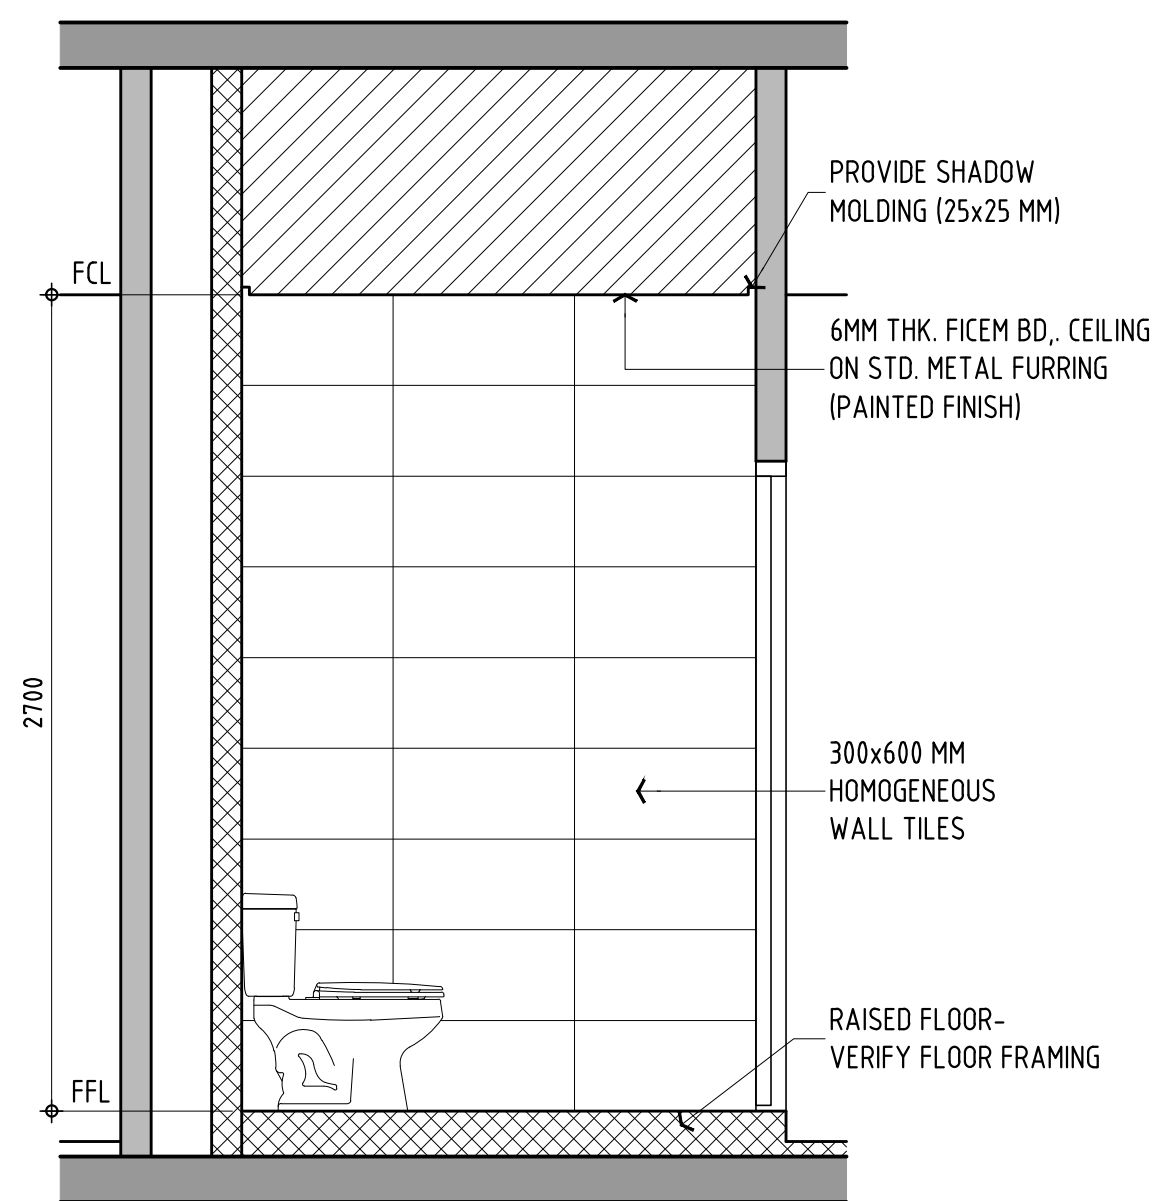 PROVIDE SHADOW
MOLDING (25x25 MM)
FCL
6MM THK. FICEM BD,. CEILING
ON STD. METAL FURRING
(PAINTED FINISH)
2700
300x600 MM
HOMOGENEOUS
WALL TILES
RAISED FLOOR-
VERIFY FLOOR FRAMING
FFL